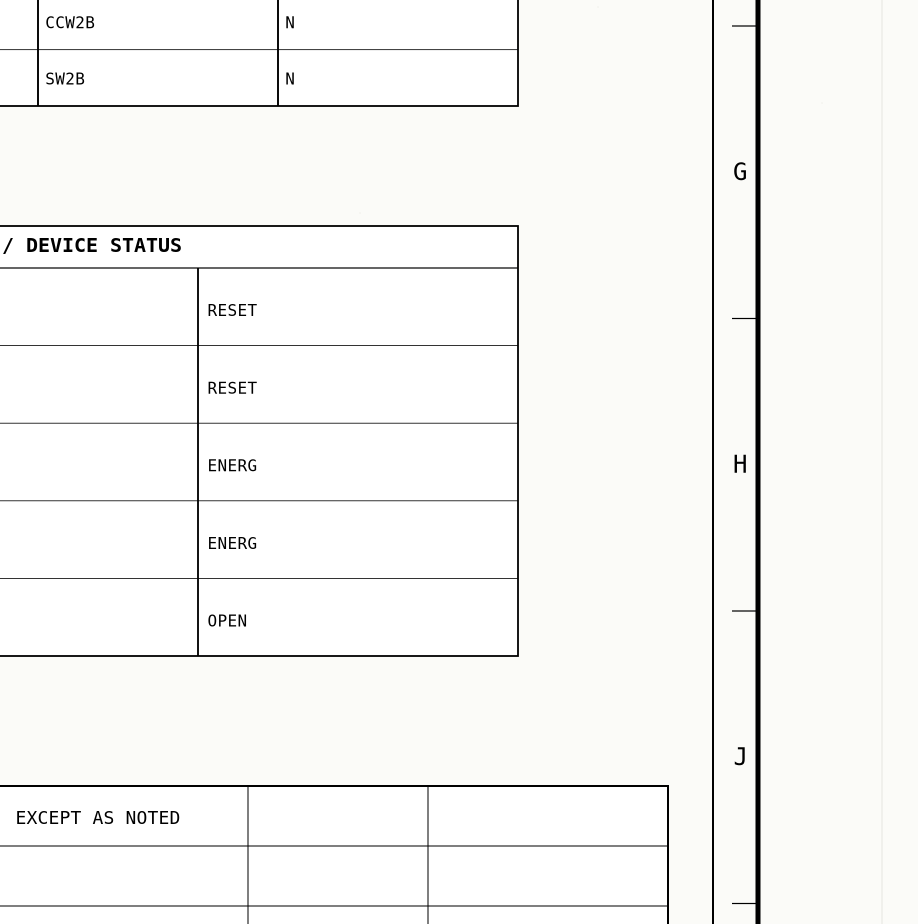 CCW2B N
SW2B N
G
/ DEVICE STATUS
RESET
RESET
ENERG
H
ENERG
OPEN
J
EXCEPT AS NOTED